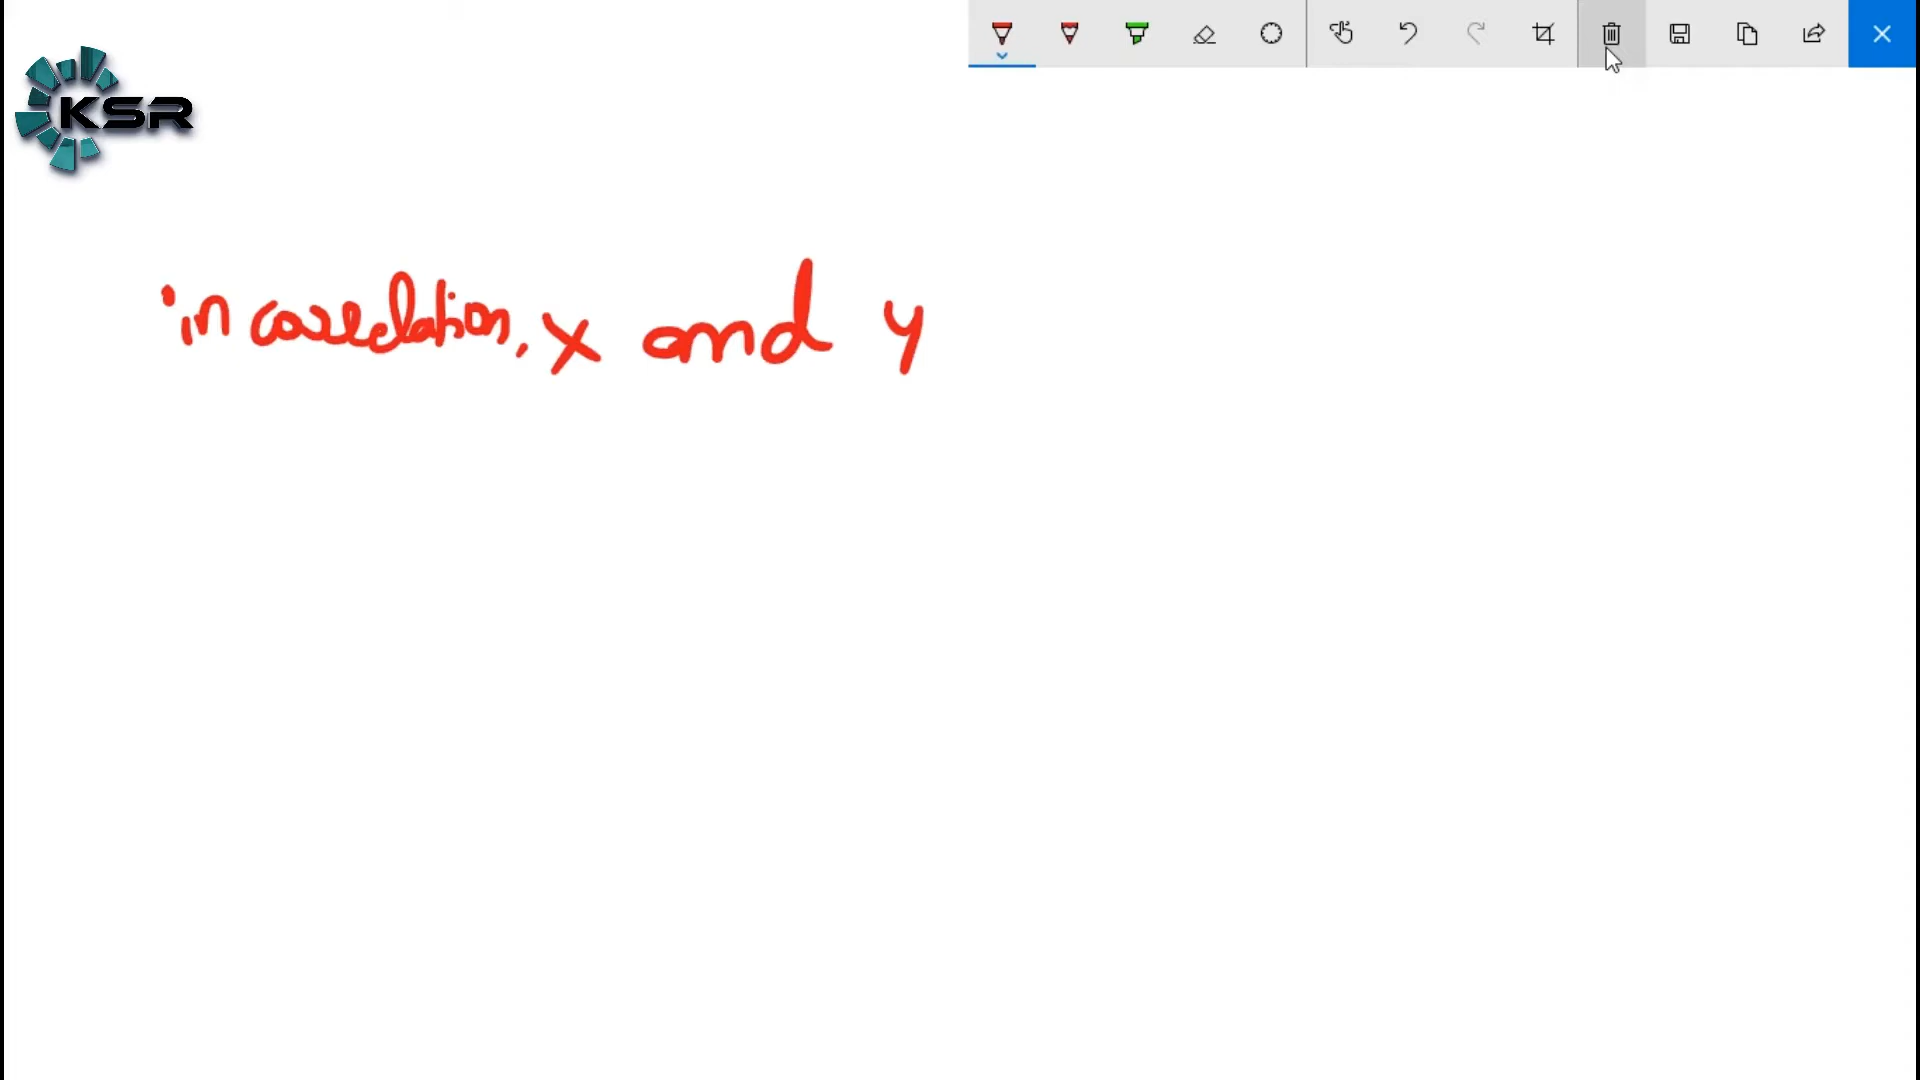 KSR
in correlation, x and y